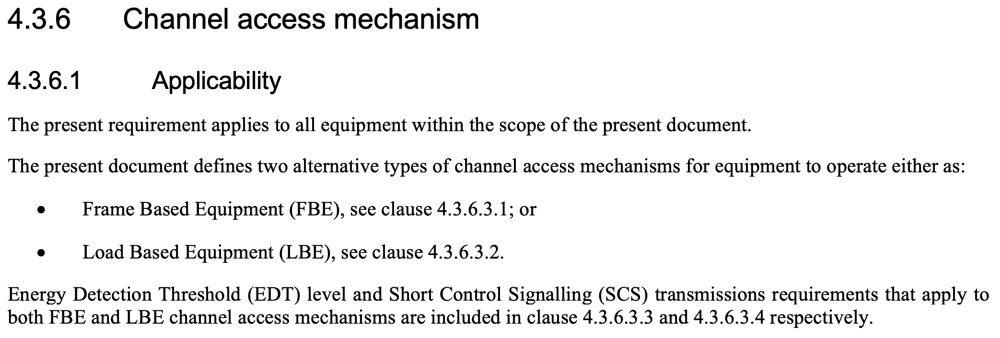 4.3.6 Channel access mechanism
4.3.6.1 Applicability
The present requirement applies to all equipment within the scope of the present document.
The present document defines two alternative types of channel access mechanisms for equipment to operate either as:
• Frame Based Equipment (FBE), see clause 4.3.6.3.1; or
• Load Based Equipment (LBE), see clause 4.3.6.3.2.
Energy Detection Threshold (EDT) level and Short Control Signalling (SCS) transmissions requirements that apply to
both FBE and LBE channel access mechanisms are included in clause 4.3.6.3.3 and 4.3.6.3.4 respectively.